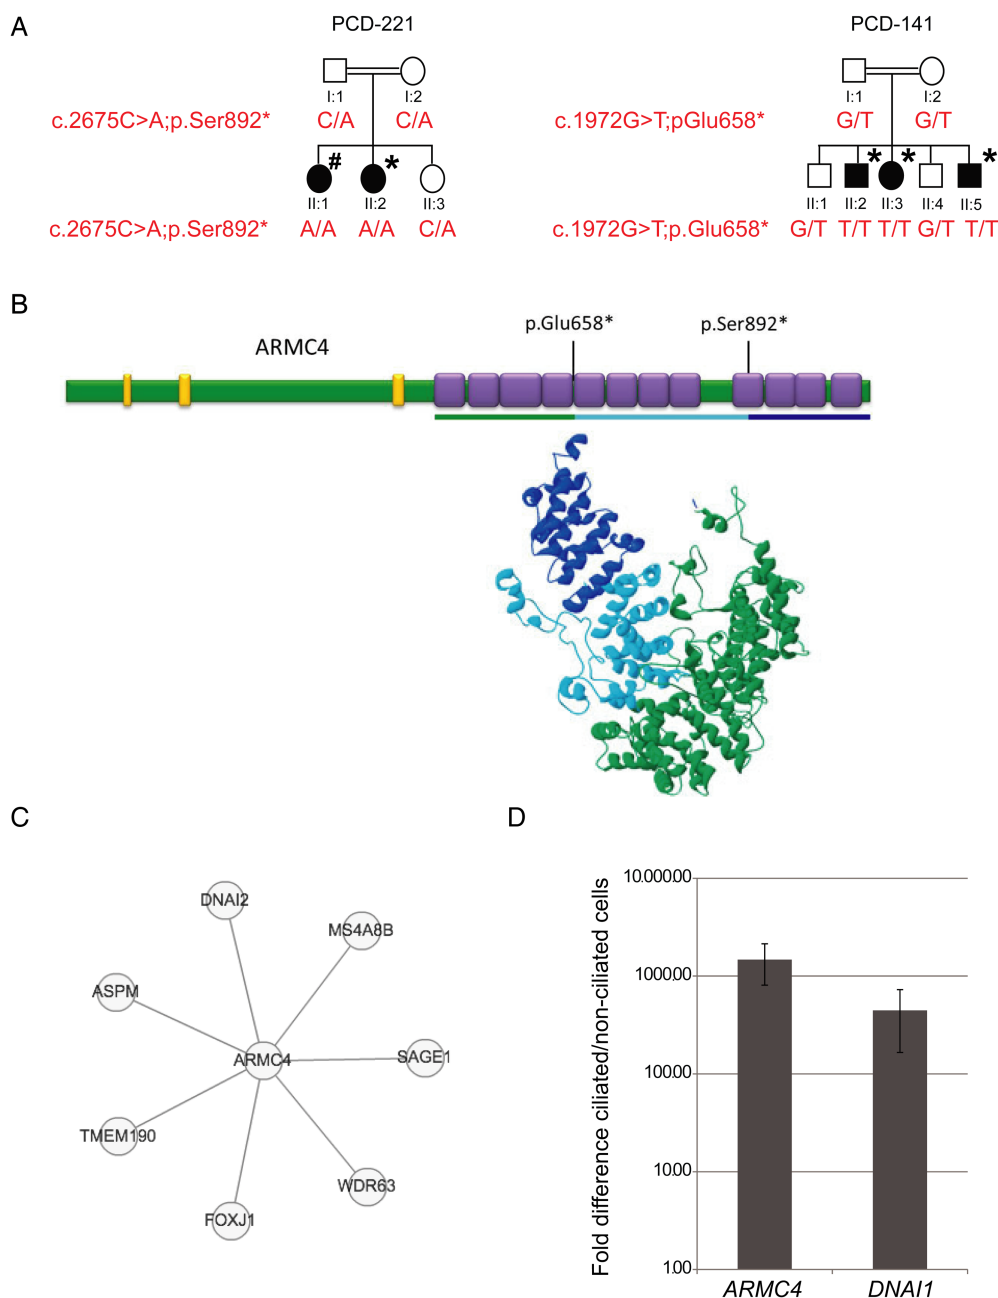 A
PCD-221
PCD-141
I:1 I:2
I:1 I:2
c.2675C>A;p.Ser892* C/A C/A
c.1972G>T;pGlu658* G/T G/T
# *
* * *
II:1 II:2 II:3
II:1 II:2 II:3 II:4 II:5
c.2675C>A;p.Ser892* A/A A/A C/A
c.1972G>T;p.Glu658* G/T T/T T/T G/T T/T
B
p.Glu658* p.Ser892*
ARMC4
C
DNAI2
MS4A8B
ASPM
ARMC4
SAGE1
TMEM190
WDR63
FOXJ1
D
Fold difference ciliated/non-ciliated cells
10.000.00
1000.00
100.00
10.00
1.00
ARMC4 DNAI1